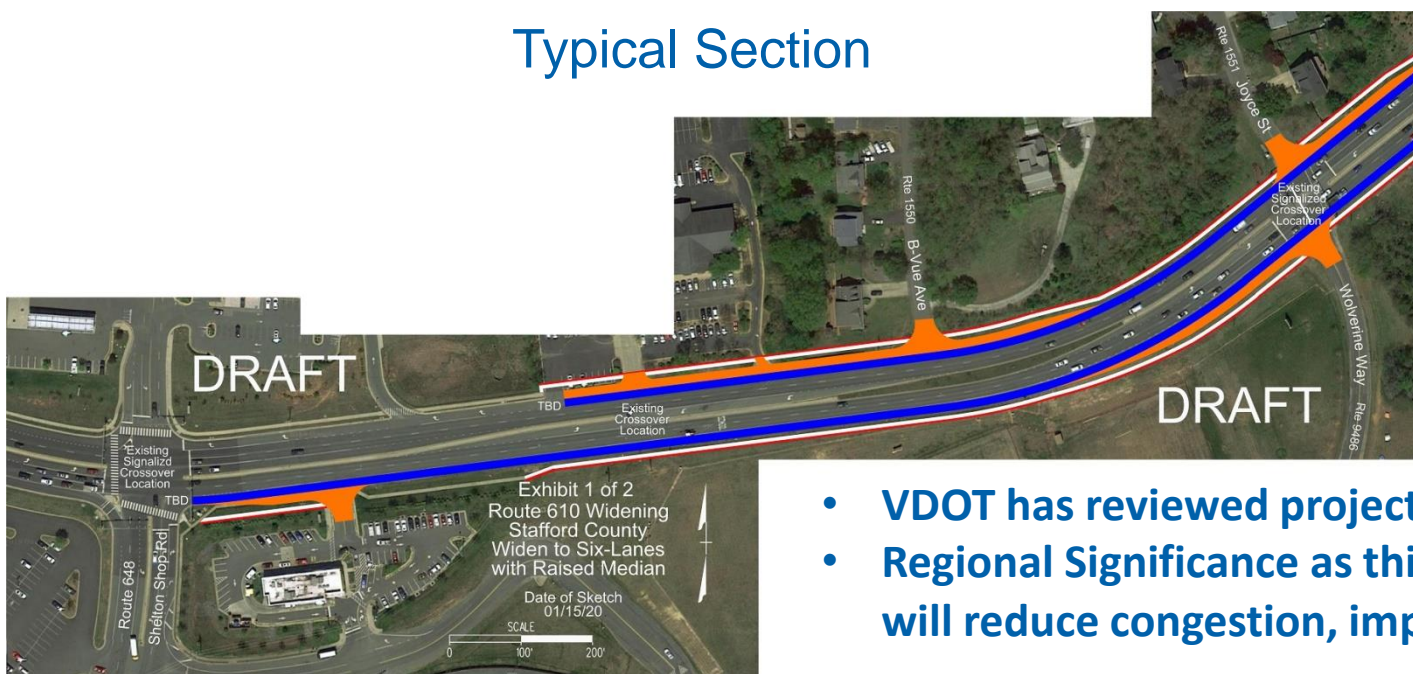 Typical Section
Rte 1551 Joyce St
Existing
Signalized
Crossover
Location
Rte 1550 B-Vue Ave
Wolverine Way Rte 9486
DRAFT
DRAFT
TBD
Existing
Crossover
Location
Existing
Signalizd
Crossover
Location
TBD
Route 648
Shelton Shop Rd
Exhibit 1 of 2
Route 610 Widening
Stafford County
Widen to Six-Lanes
with Raised Median
Date of Sketch
01/15/20
SCALE
0 100' 200'
• VDOT has reviewed project
• Regional Significance as thi
will reduce congestion, imp